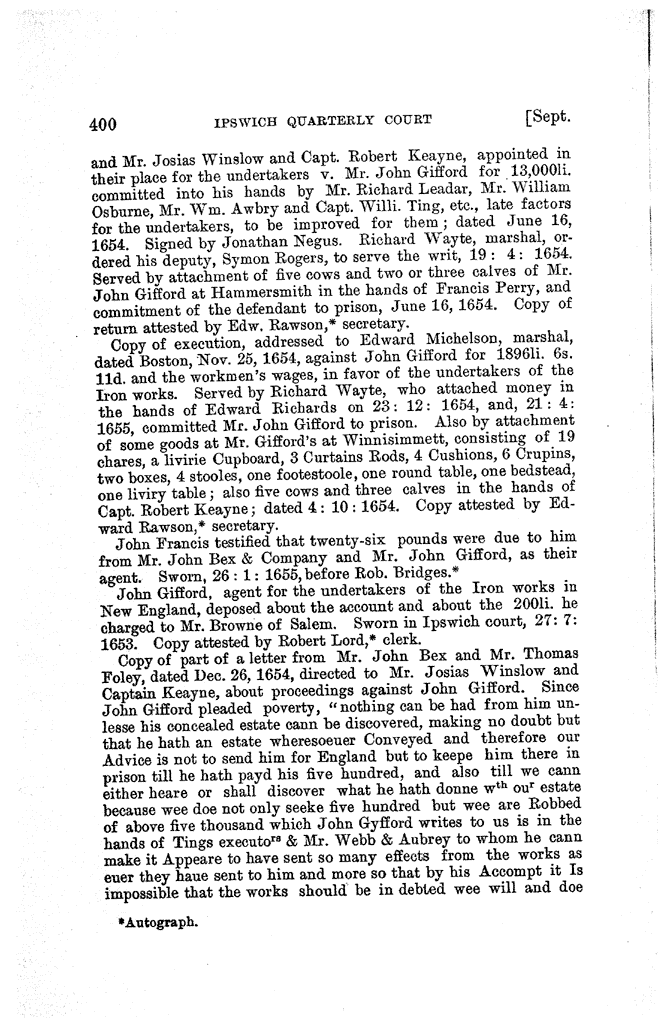 400 IPSWICH QUARTERLY COURT [Sept.
and Mr. Josias Winslow and Capt. Robert Keayne, appointed in
their place for the undertakers v. Mr. John Gifford for 13,000li.
committed into his hands by Mr. Richard Leadar, Mr. William
Osburne, Mr. Wm. Awbry and Capt. Willi. Ting, etc., late factors
for the undertakers, to be improved for them; dated June 16,
1654. Signed by Jonathan Negus. Richard Wayte, marshal, or-
dered his deputy, Symon Rogers, to serve the writ, 19 : 4 : 1654.
Served by attachment of five cows and two or three calves of Mr.
John Gifford at Hammersmith in the hands of Francis Perry, and
commitment of the defendant to prison, June 16, 1654. Copy of
return attested by Edw. Rawson,* secretary.
Copy of execution, addressed to Edward Michelson, marshal,
dated Boston, Nov. 25, 1654, against John Gifford for 1896li. 6s.
11d. and the workmen's wages, in favor of the undertakers of the
Iron works. Served by Richard Wayte, who attached money in
the hands of Edward Richards on 23 : 12 : 1654, and, 21 : 4 :
1655, committed Mr. John Gifford to prison. Also by attachment
of some goods at Mr. Gifford's at Winnisimmett, consisting of 19
chares, a livirie Cupboard, 3 Curtains Rods, 4 Cushions, 6 Crupins,
two boxes, 4 stooles, one footestoole, one round table, one bedstead,
one liviry table; also five cows and three calves in the hands of
Capt. Robert Keayne; dated 4 : 10 : 1654. Copy attested by Ed-
ward Rawson,* secretary.
John Francis testified that twenty-six pounds were due to him
from Mr. John Bex & Company and Mr. John Gifford, as their
agent. Sworn, 26 : 1 : 1655, before Rob. Bridges.*
John Gifford, agent for the undertakers of the Iron works in
New England, deposed about the account and about the 200li. he
charged to Mr. Browne of Salem. Sworn in Ipswich court, 27 : 7 :
1653. Copy attested by Robert Lord,* clerk.
Copy of part of a letter from Mr. John Bex and Mr. Thomas
Foley, dated Dec. 26, 1654, directed to Mr. Josias Winslow and
Captain Keayne, about proceedings against John Gifford. Since
John Gifford pleaded poverty, "nothing can be had from him un-
lesse his concealed estate cann be discovered, making no doubt but
that he hath an estate wheresoeuer Conveyed and therefore our
Advice is not to send him for England but to keepe him there in
prison till he hath payd his five hundred, and also till we cann
either heare or shall discover what he hath donne wth our estate
because wee doe not only seeke five hundred but wee are Robbed
of above five thousand which John Gyfford writes to us is in the
hands of Tings executors & Mr. Webb & Aubrey to whom he cann
make it Appeare to have sent so many effects from the works as
euer they haue sent to him and more so that by his Accompt it Is
impossible that the works should be in debted wee will and doe
*Autograph.